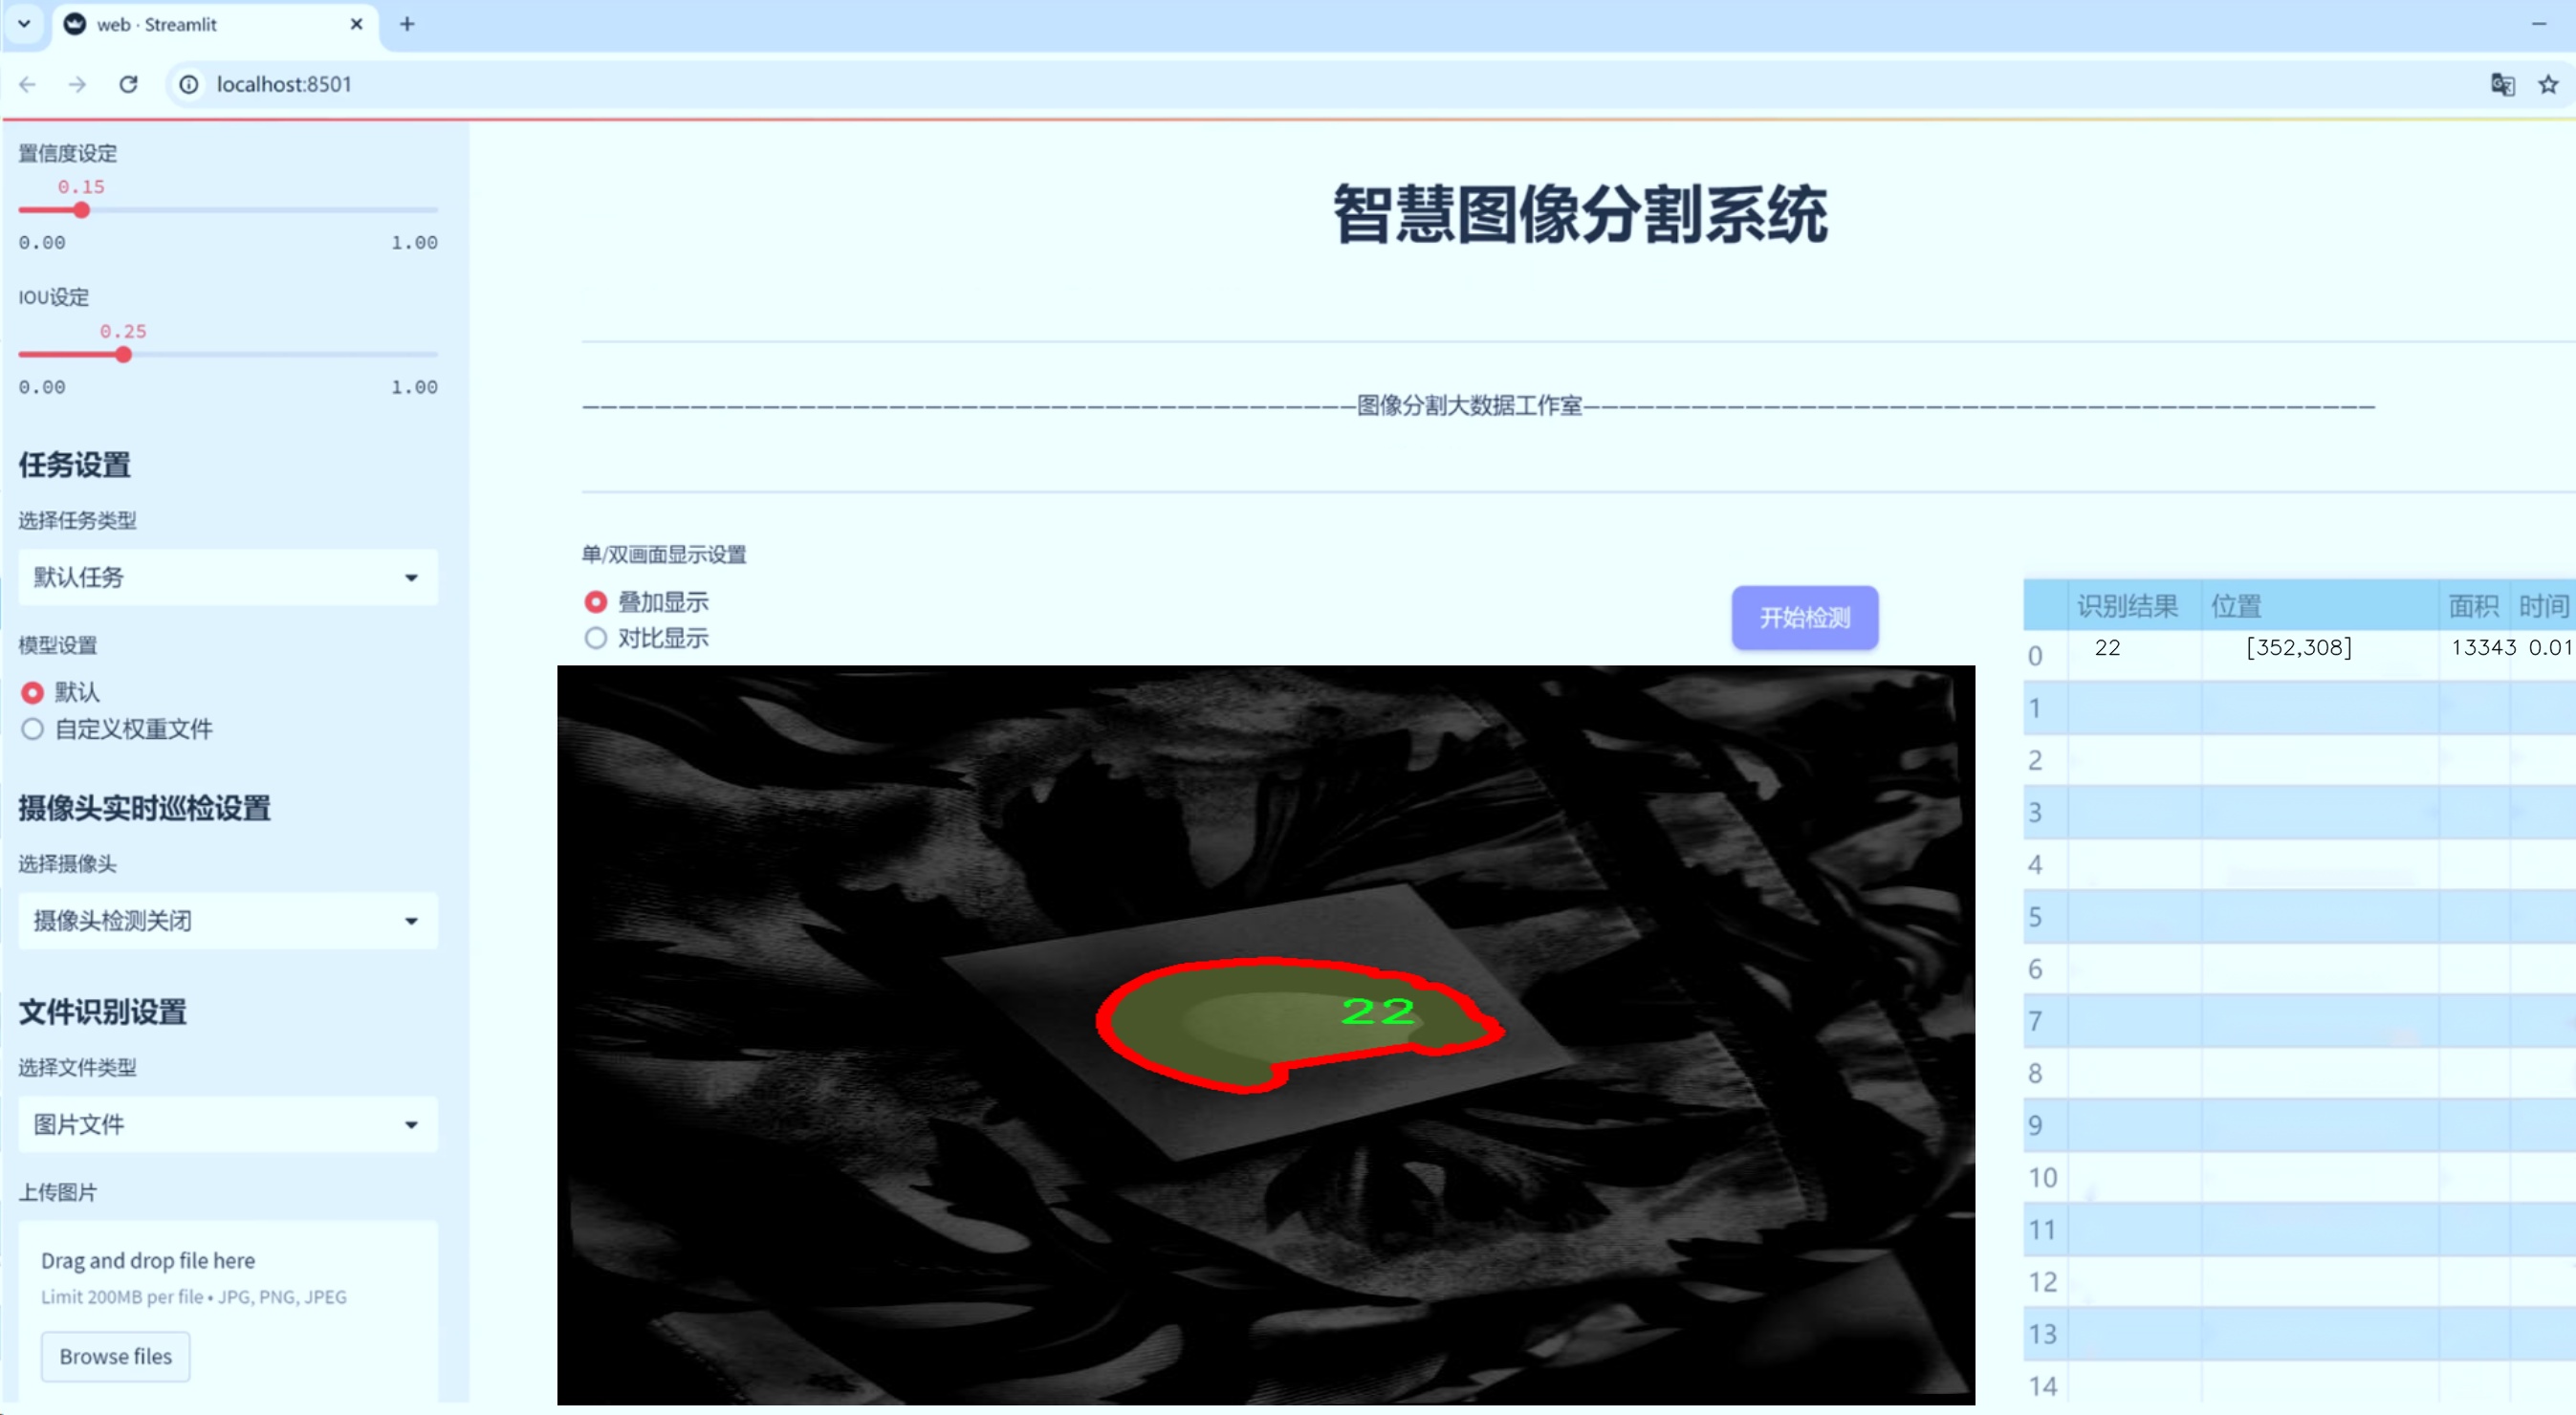 web · Streamlit
localhost:8501
置信度设定
0.15
0.00 1.00
IOU设定
0.25
0.00 1.00
任务设置
选择任务类型
默认任务
模型设置
默认
自定义权重文件
摄像头实时巡检设置
选择摄像头
摄像头检测关闭
文件识别设置
选择文件类型
图片文件
上传图片
Drag and drop file here
Limit 200MB per file • JPG, PNG, JPEG
Browse files
智慧图像分割系统
图像分割大数据工作室
单/双画面显示设置
叠加显示
对比显示
开始检测
22
识别结果 位置 面积 时间
0 22 [352,308] 13343 0.01
1
2
3
4
5
6
7
8
9
10
11
12
13
14